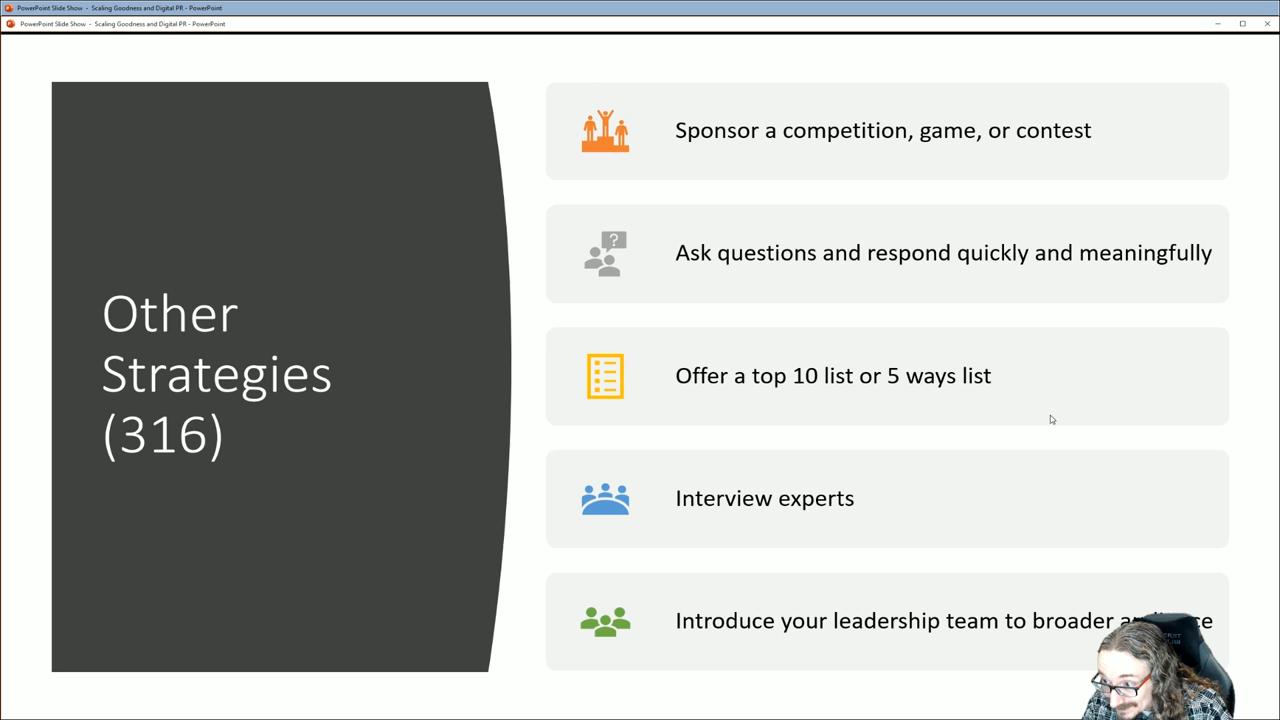 PowerPoint Slide Show - Scaling Goodness and Digital PR - PowerPoint
PowerPoint Slide Show - Scaling Goodness and Digital PR - PowerPoint
Other
Strategies
(316)
Sponsor a competition, game, or contest
?
Ask questions and respond quickly and meaningfully
Offer a top 10 list or 5 ways list
Interview experts
Introduce your leadership team to broader